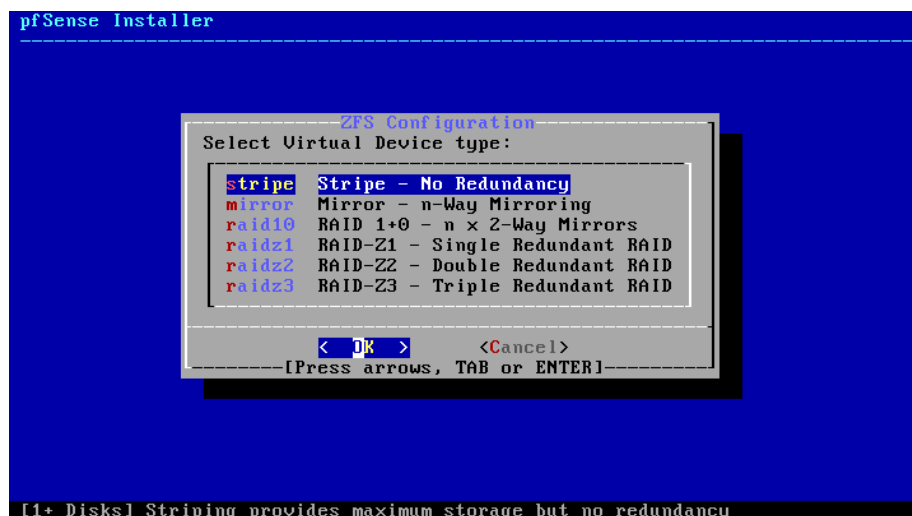 pfSense Installer
ZFS Configuration
Select Virtual Device type:
stripe Stripe - No Redundancy
mirror Mirror - n-Way Mirroring
raid10 RAID 1+0 - n x 2-Way Mirrors
raidz1 RAID-Z1 - Single Redundant RAID
raidz2 RAID-Z2 - Double Redundant RAID
raidz3 RAID-Z3 - Triple Redundant RAID
< OK > <Cancel>
[Press arrows, TAB or ENTER]
[1+ Disks] Striping provides maximum storage but no redundancy